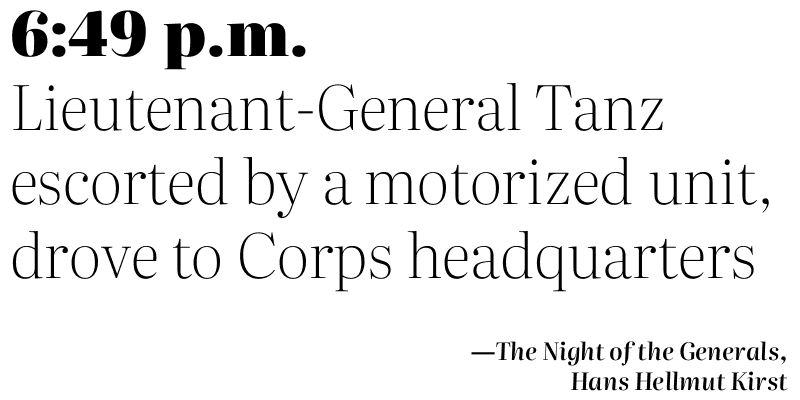 6:49 p.m.
Lieutenant-General Tanz
escorted by a motorized unit,
drove to Corps headquarters
—The Night of the Generals,
Hans Hellmut Kirst